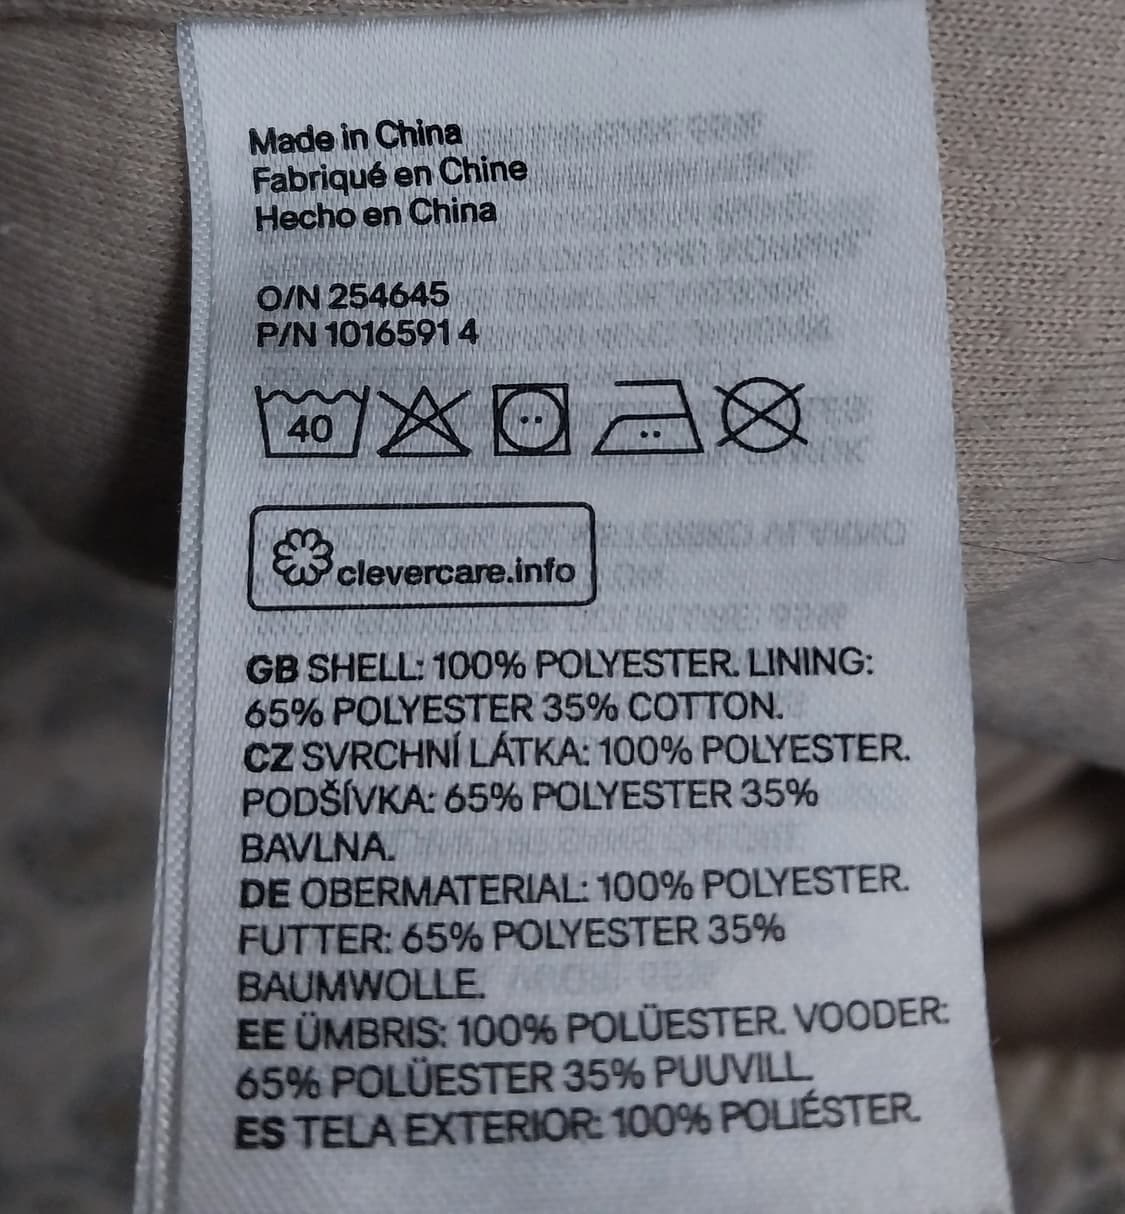 Made in China
Fabriqué en Chine
Hecho en China
O/N 254645
P/N 1016591 4
40
clevercare.info
GB SHELL: 100% POLYESTER. LINING:
65% POLYESTER 35% COTTON.
CZ SVRCHNÍ LÁTKA: 100% POLYESTER.
PODŠÍVKA: 65% POLYESTER 35%
BAVLNA.
DE OBERMATERIAL: 100% POLYESTER.
FUTTER: 65% POLYESTER 35%
BAUMWOLLE.
EE ÜMBRIS: 100% POLÜESTER. VOODER:
65% POLÜESTER 35% PUUVILL.
ES TELA EXTERIOR: 100% POLIÉSTER.